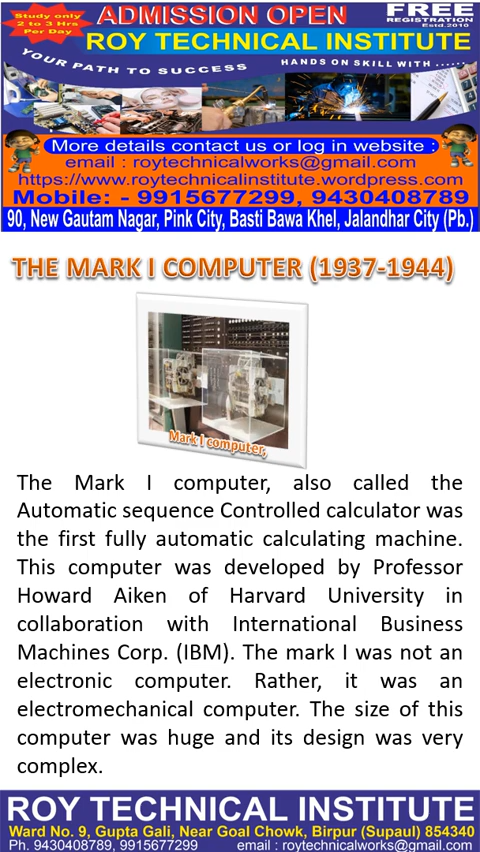 Study only
2 to 3 Hrs
Per Day
ADMISSION OPEN
FREE
REGISTRATION
Estd.2010
ROY TECHNICAL INSTITUTE
YOUR PATH TO SUCCESS
HANDS ON SKILL WITH ......
More details contact us or log in website :
email : roytechnicalworks@gmail.com
https://www.roytechnicalinstitute.wordpress.com
Mobile: - 9915677299, 9430408789
90, New Gautam Nagar, Pink City, Basti Bawa Khel, Jalandhar City (Pb.)
THE MARK I COMPUTER (1937-1944)
Mark I computer,
The Mark I computer, also called the
Automatic sequence Controlled calculator was
the first fully automatic calculating machine.
This computer was developed by Professor
Howard Aiken of Harvard University in
collaboration with International Business
Machines Corp. (IBM). The mark I was not an
electronic computer. Rather, it was an
electromechanical computer. The size of this
computer was huge and its design was very
complex.
ROY TECHNICAL INSTITUTE
Ward No. 9, Gupta Gali, Near Goal Chowk, Birpur (Supaul) 854340
Ph. 9430408789, 9915677299 email : roytechnicalworks@gmail.com